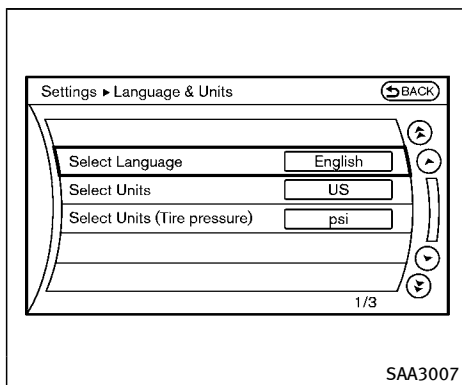 Settings ▸ Language & Units BACK
Select Language English
Select Units US
Select Units (Tire pressure) psi
1/3
SAA3007